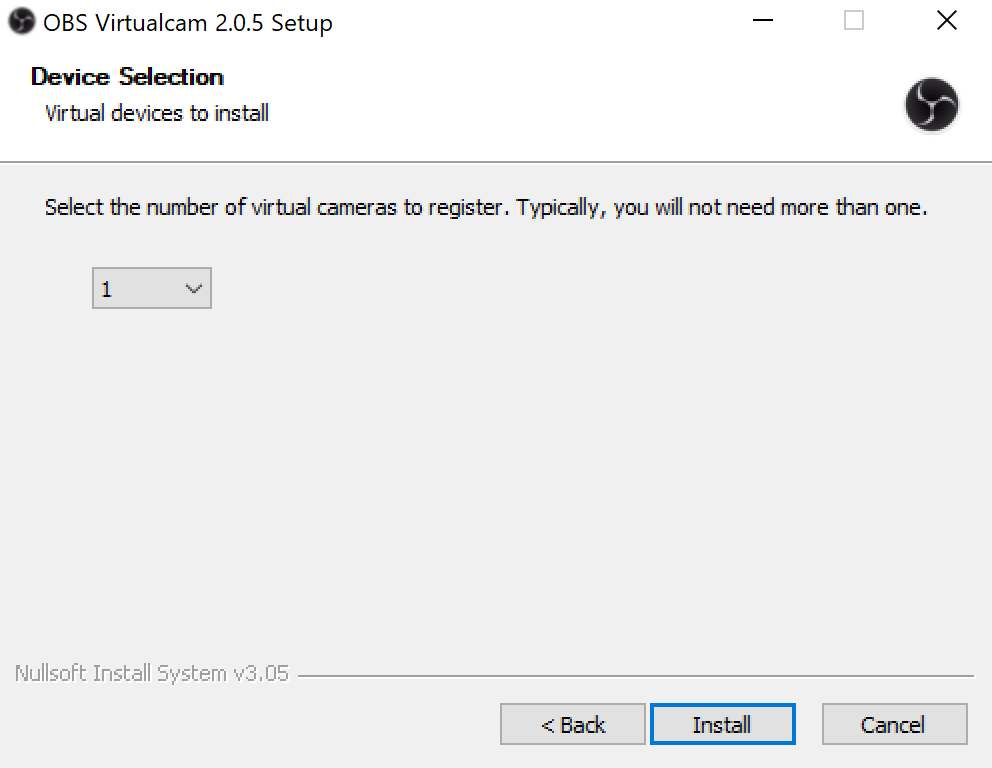 OBS Virtualcam 2.0.5 Setup
Device Selection
Virtual devices to install
Select the number of virtual cameras to register. Typically, you will not need more than one.
1
Nullsoft Install System v3.05
< Back
Install
Cancel